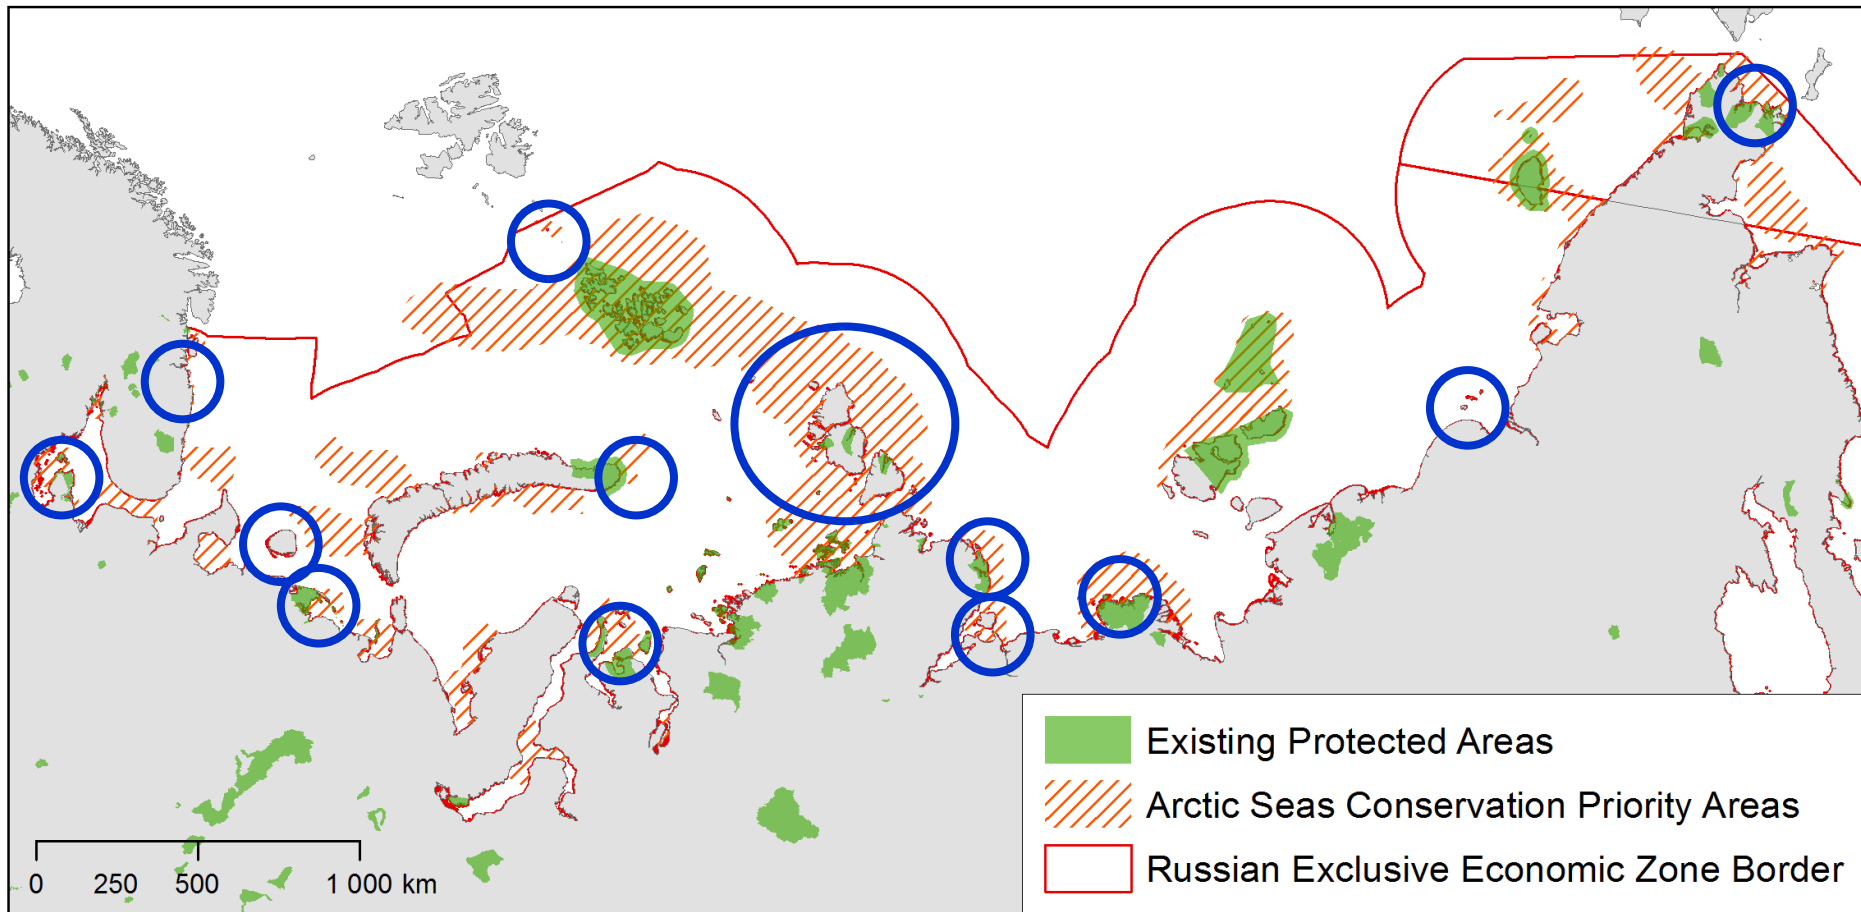 Existing Protected Areas
Arctic Seas Conservation Priority Areas
Russian Exclusive Economic Zone Border
0 250 500 1 000 km